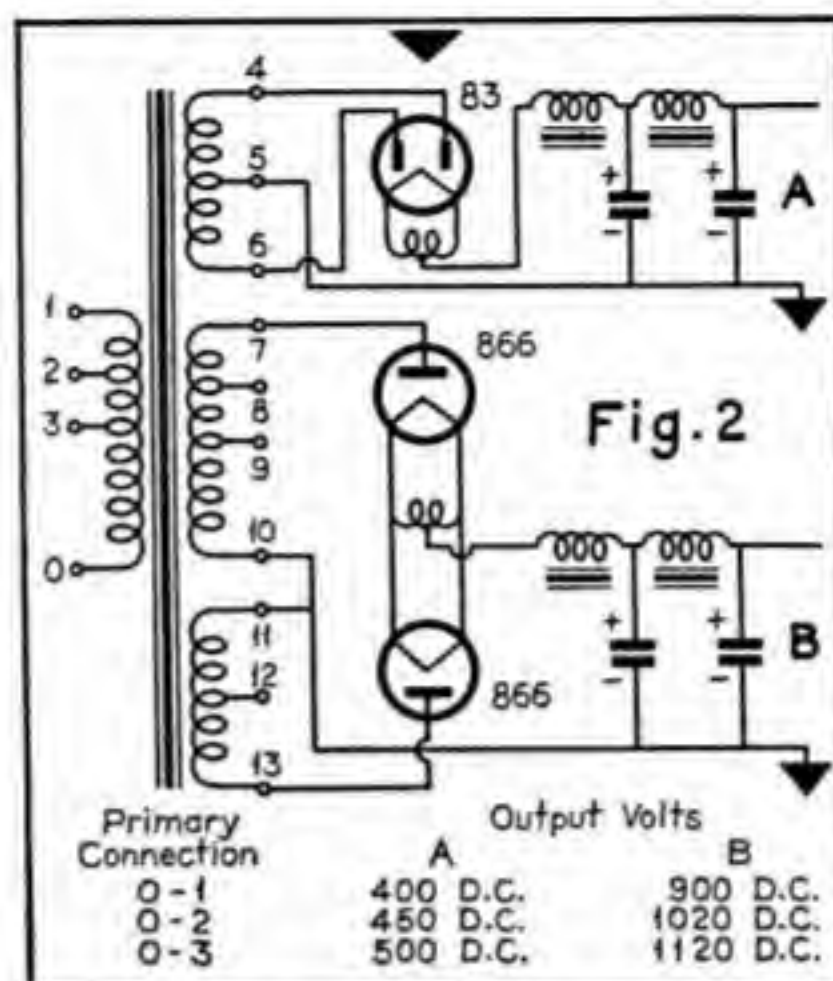 4
83
5
+
+
A
6
-
-
1
7
866
2
8
Fig. 2
3
9
10
0
11
+
+
B
12
866
-
-
13
Primary Connection
Output Volts
A
B
0-1 400 D.C. 900 D.C.
0-2 450 D.C. 1020 D.C.
0-3 500 D.C. 1120 D.C.